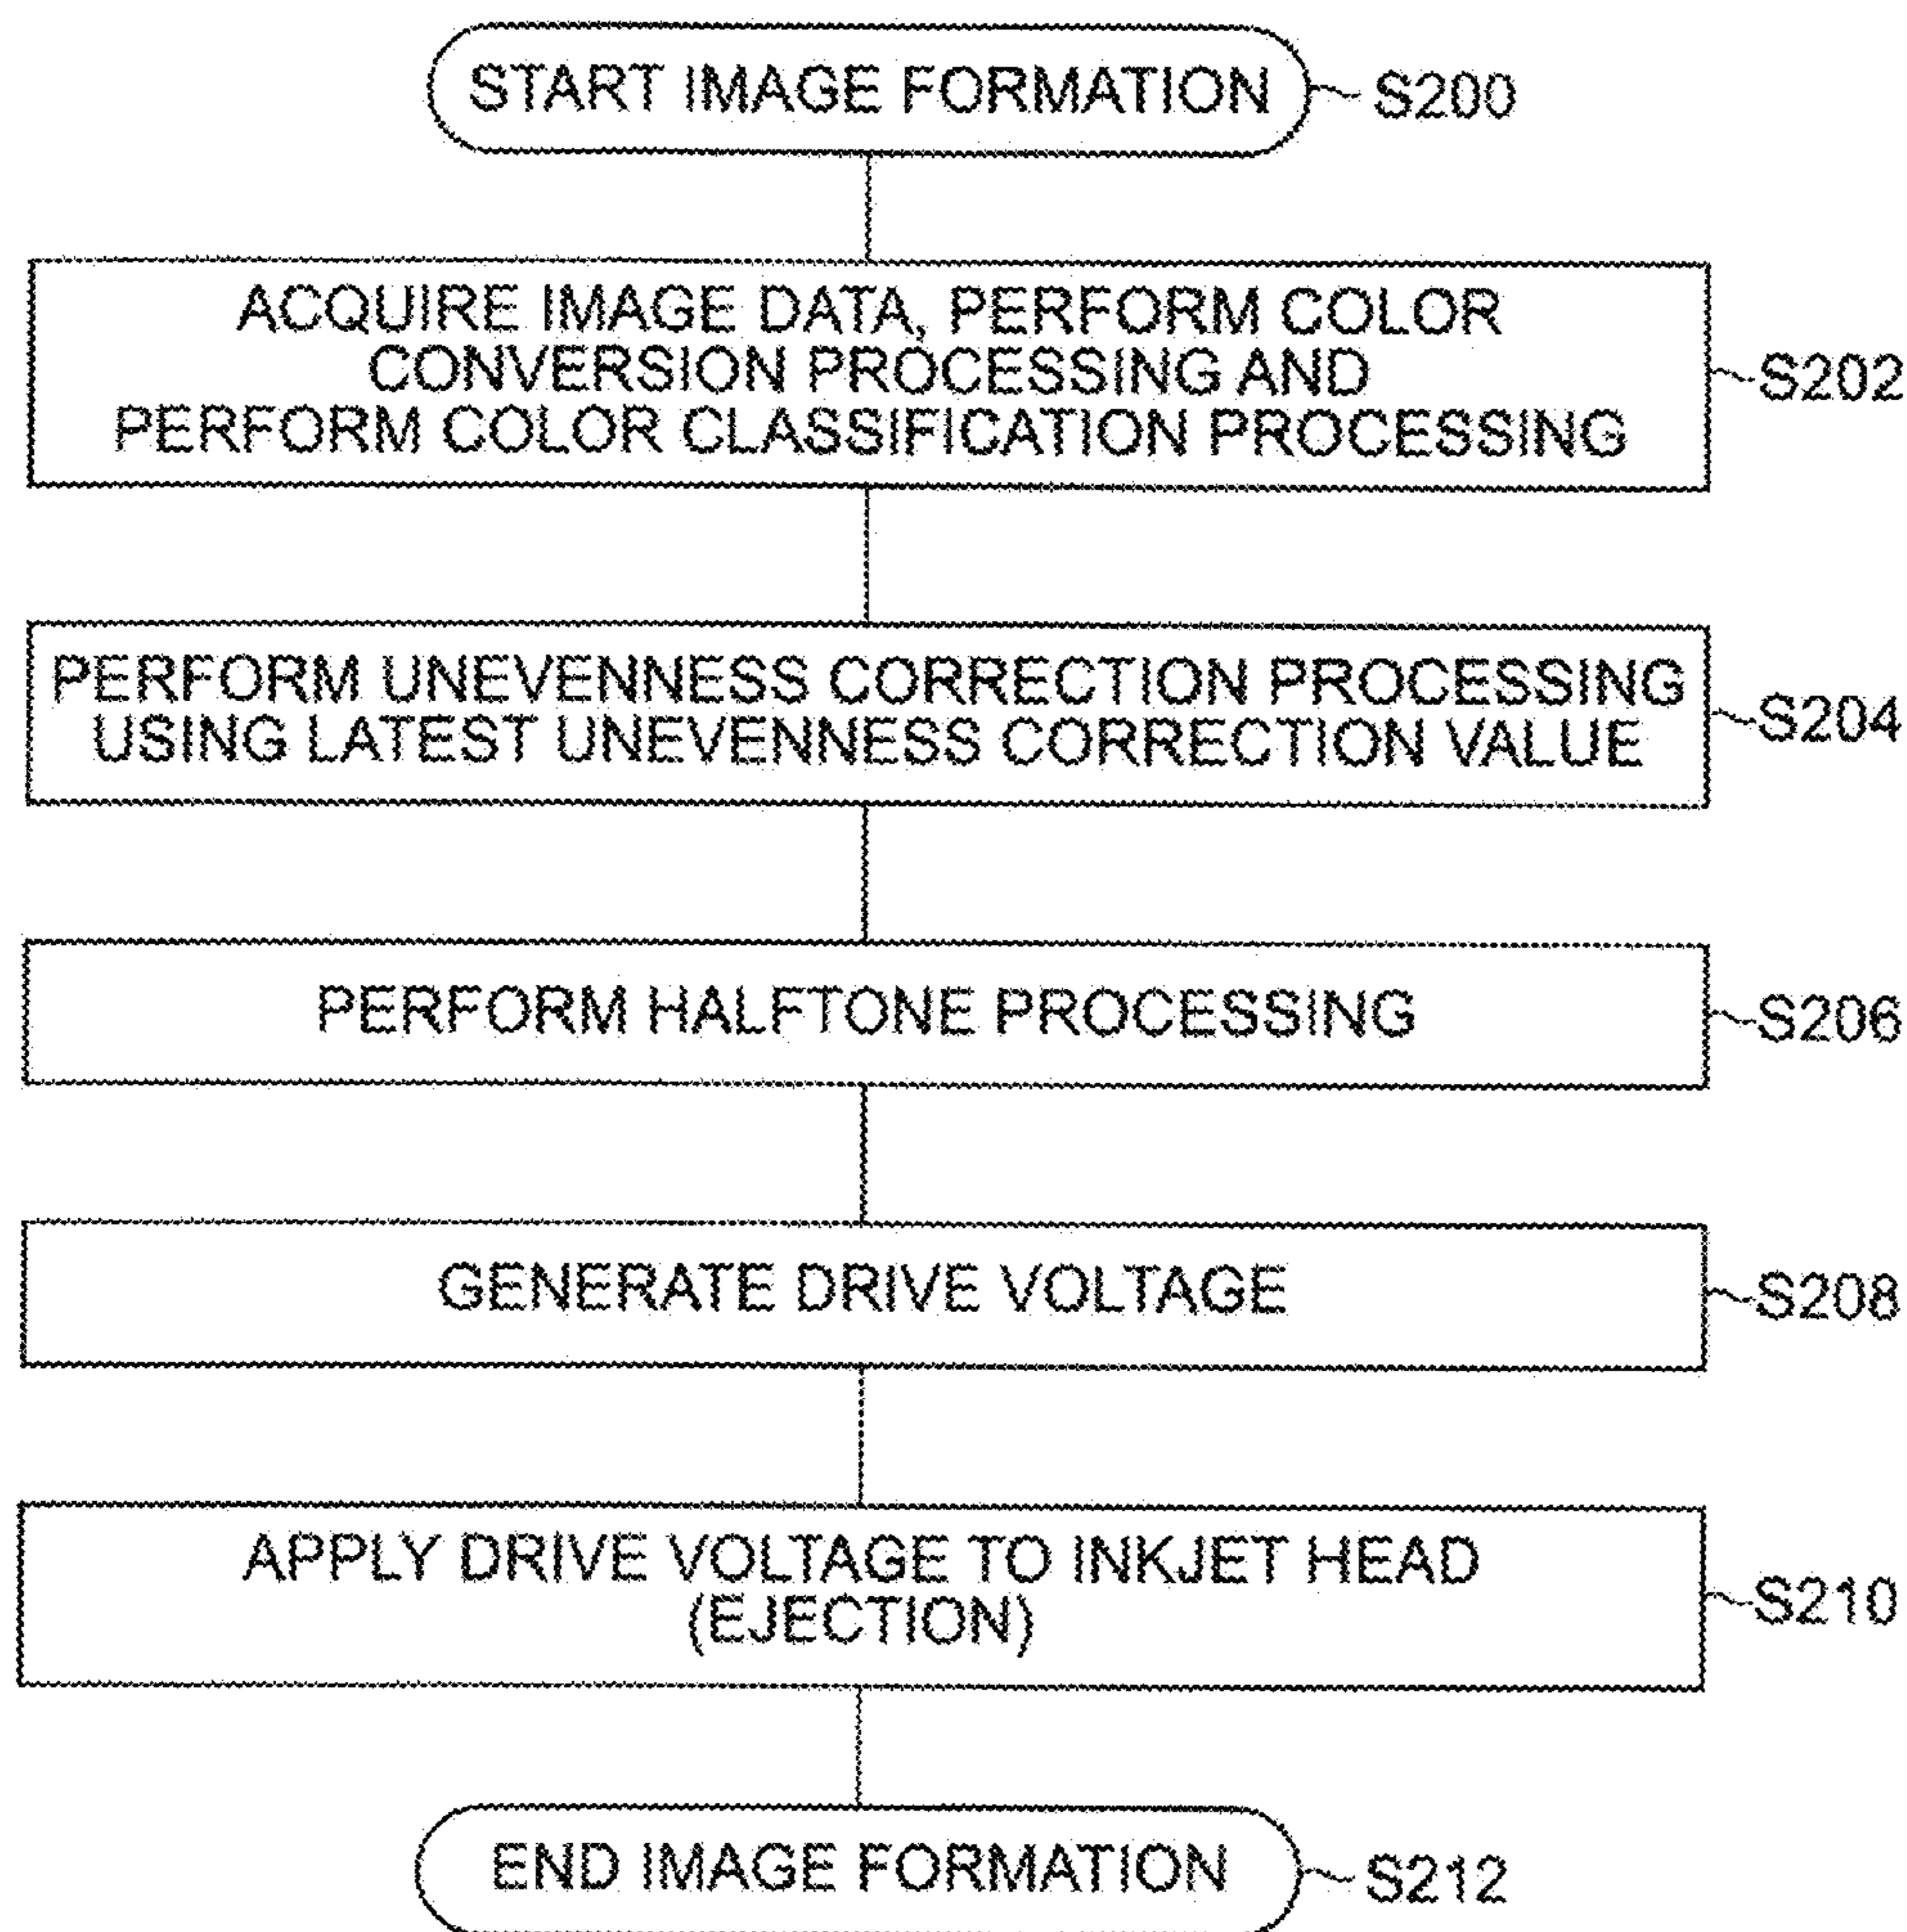 START IMAGE FORMATION
S200
ACQUIRE IMAGE DATA, PERFORM COLOR
CONVERSION PROCESSING AND
PERFORM COLOR CLASSIFICATION PROCESSING
S202
PERFORM UNEVENNESS CORRECTION PROCESSING
USING LATEST UNEVENNESS CORRECTION VALUE
S204
PERFORM HALFTONE PROCESSING
S206
GENERATE DRIVE VOLTAGE
S208
APPLY DRIVE VOLTAGE TO INKJET HEAD
(EJECTION)
S210
END IMAGE FORMATION
S212